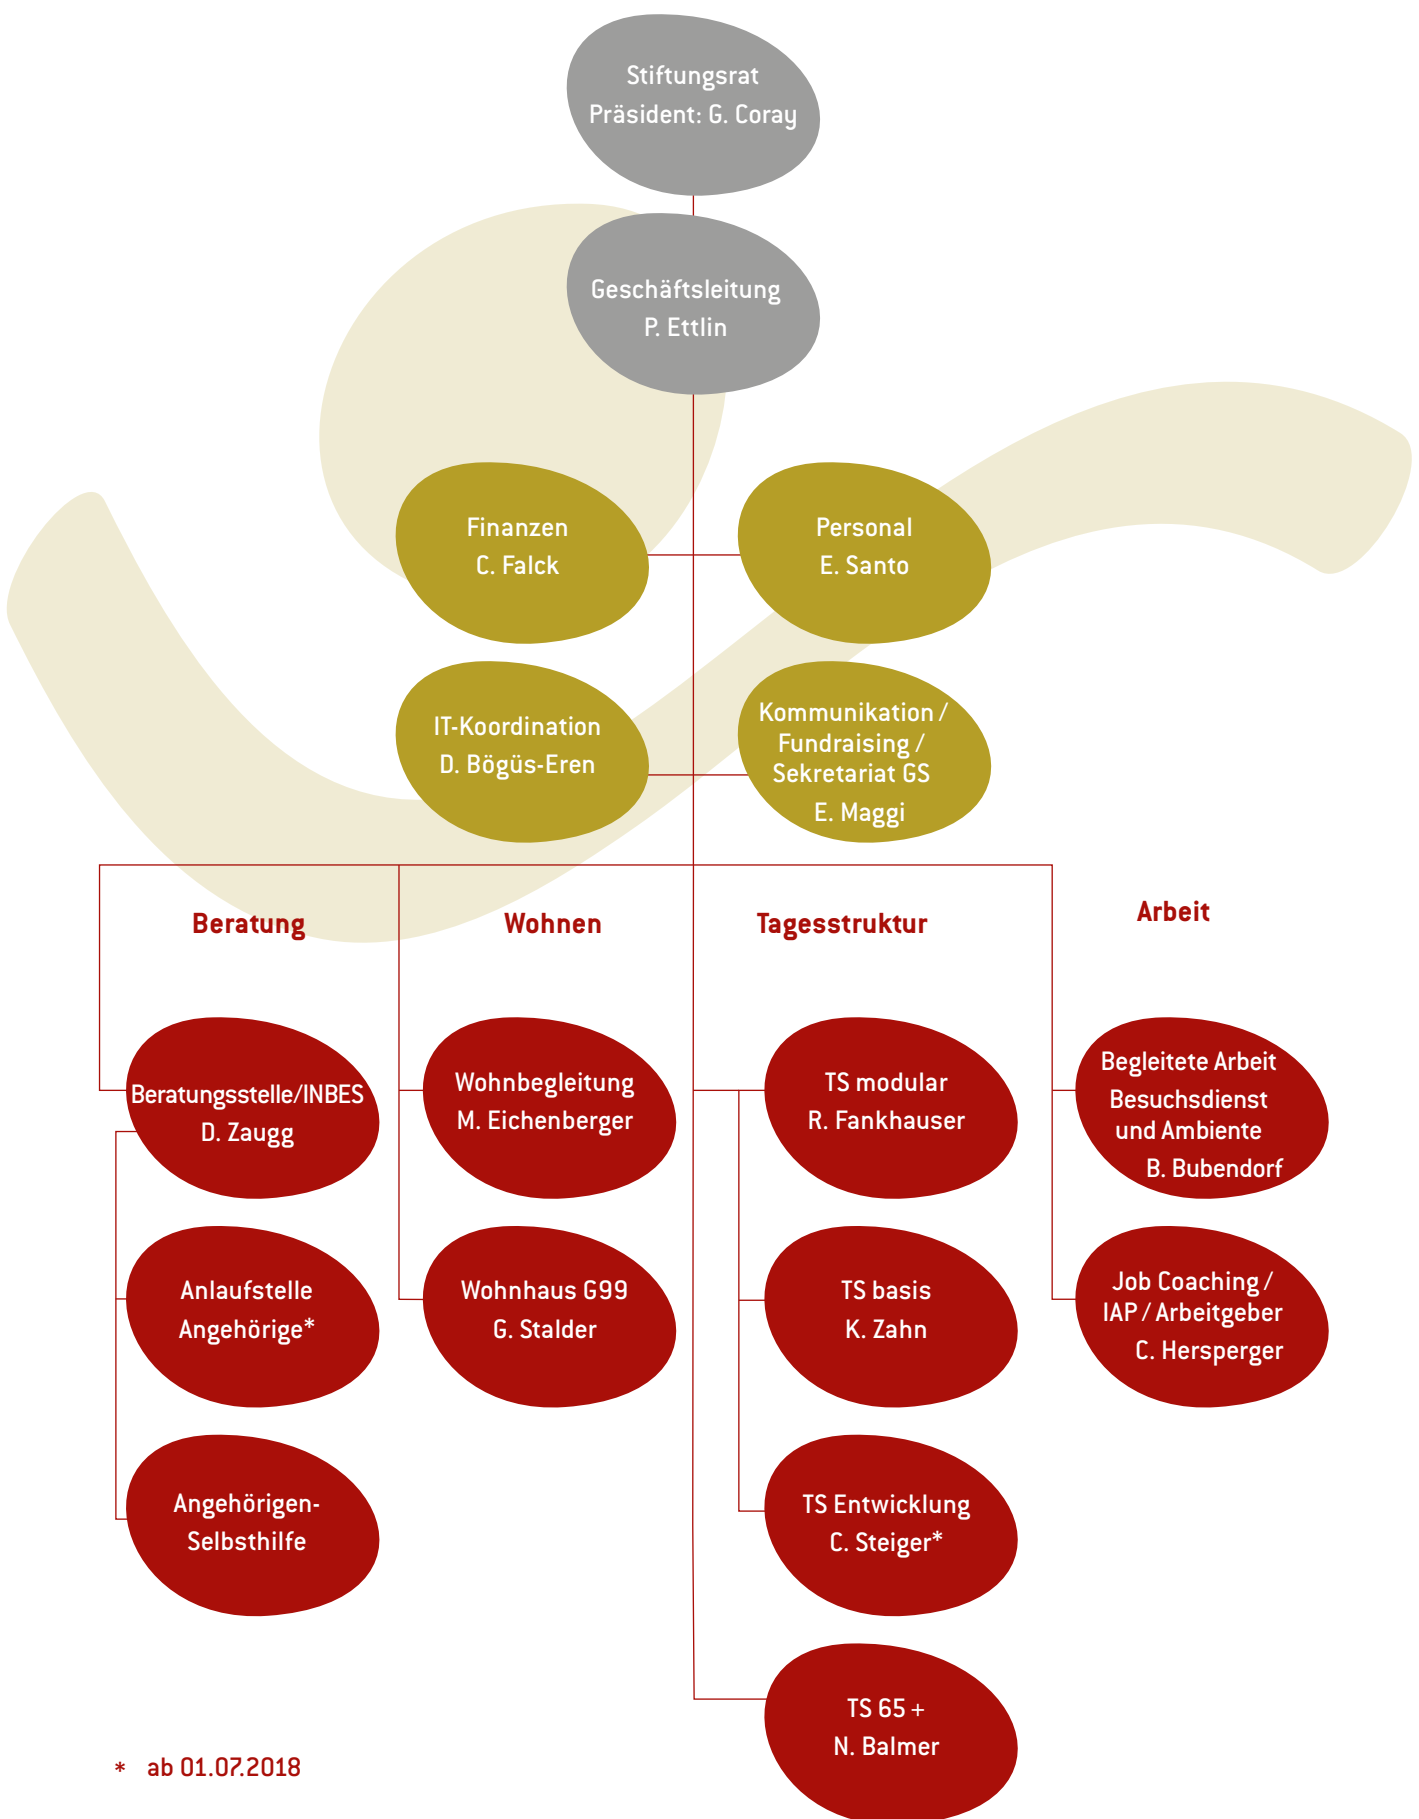 Stiftungsrat
Präsident: G. Coray
Geschäftsleitung
P. Ettlin
Finanzen
C. Falck
Personal
E. Santo
IT-Koordination
D. Bögüs-Eren
Kommunikation /
Fundraising /
Sekretariat GS
E. Maggi
Beratung
Wohnen
Tagesstruktur
Arbeit
Beratungsstelle/INBES
D. Zaugg
Wohnbegleitung
M. Eichenberger
TS modular
R. Fankhauser
Begleitete Arbeit
Besuchsdienst
und Ambiente
B. Bubendorf
Anlaufstelle
Angehörige*
Wohnhaus G99
G. Stalder
TS basis
K. Zahn
Job Coaching /
IAP / Arbeitgeber
C. Hersperger
Angehörigen-
Selbsthilfe
TS Entwicklung
C. Steiger*
TS 65 +
N. Balmer
* ab 01.07.2018